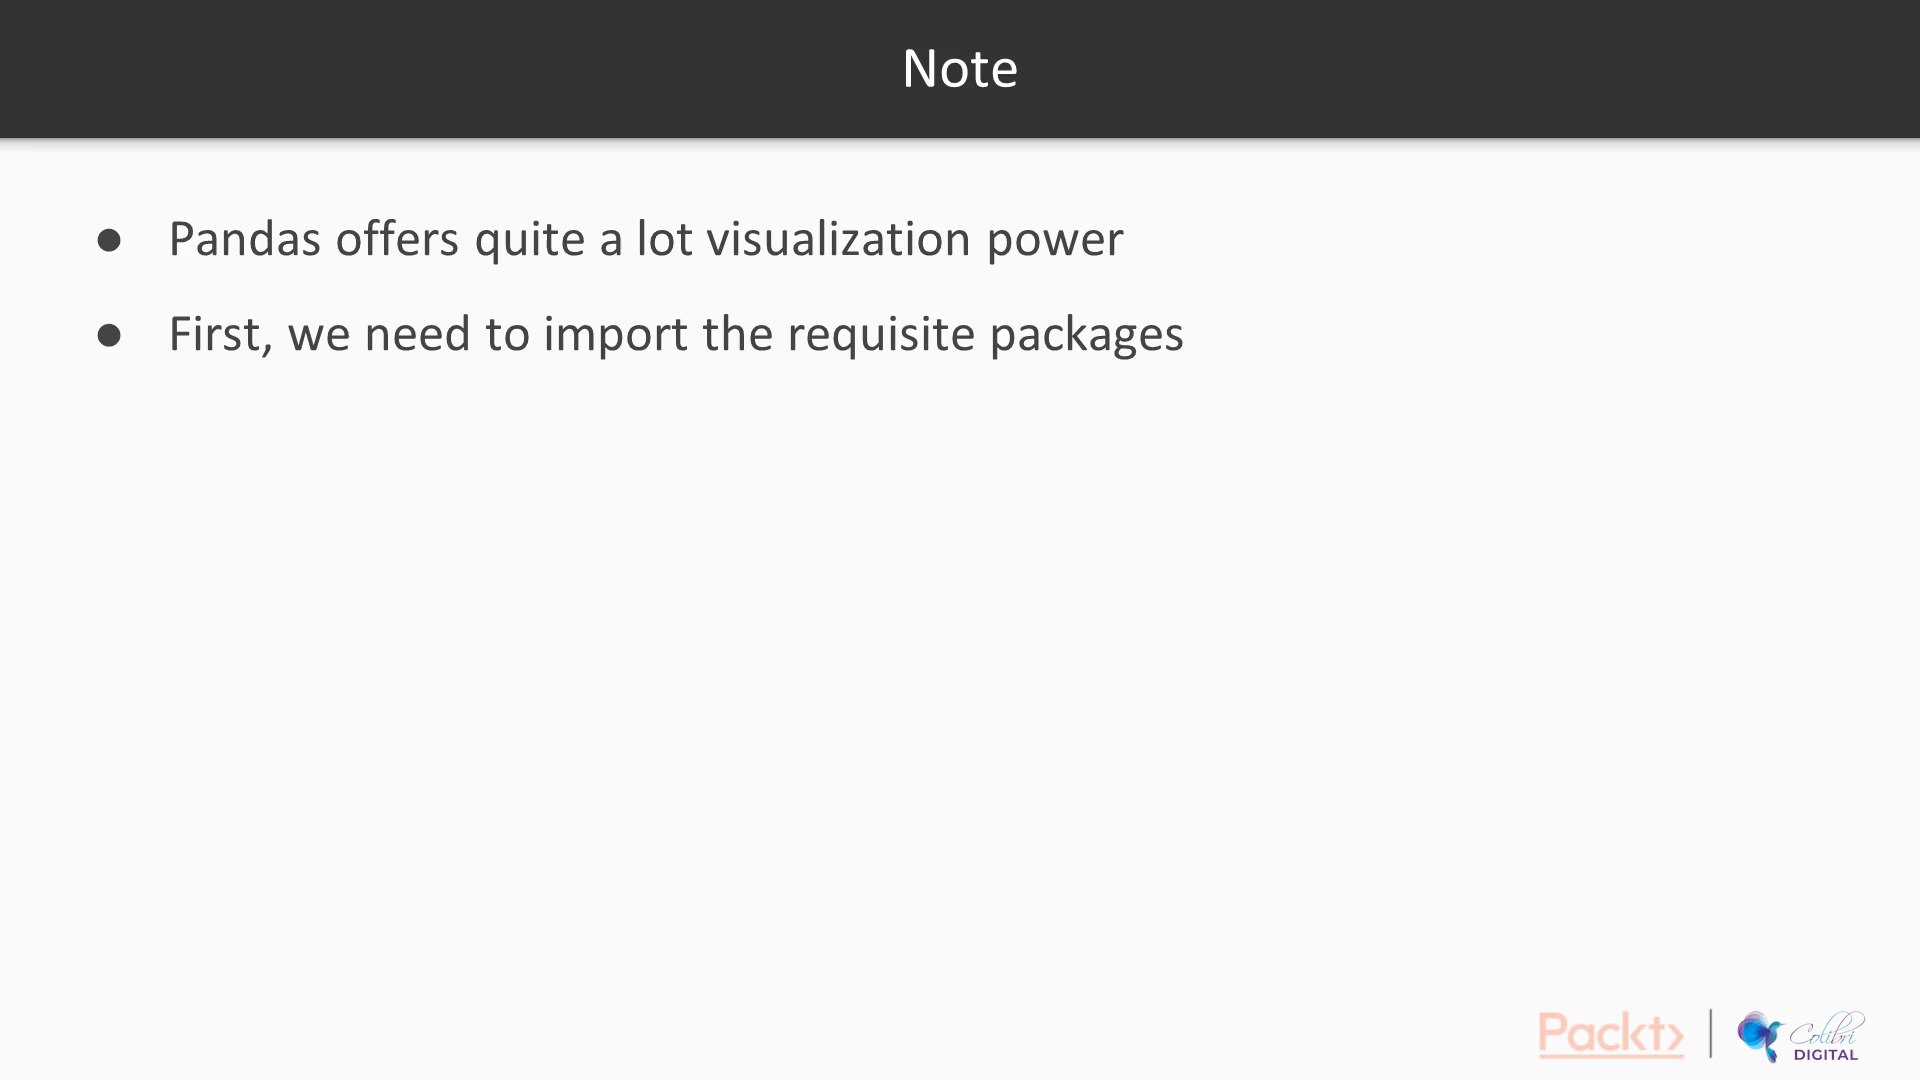 Note
● Pandas offers quite a lot visualization power
● First, we need to import the requisite packages
Packt>
Colibri
DIGITAL